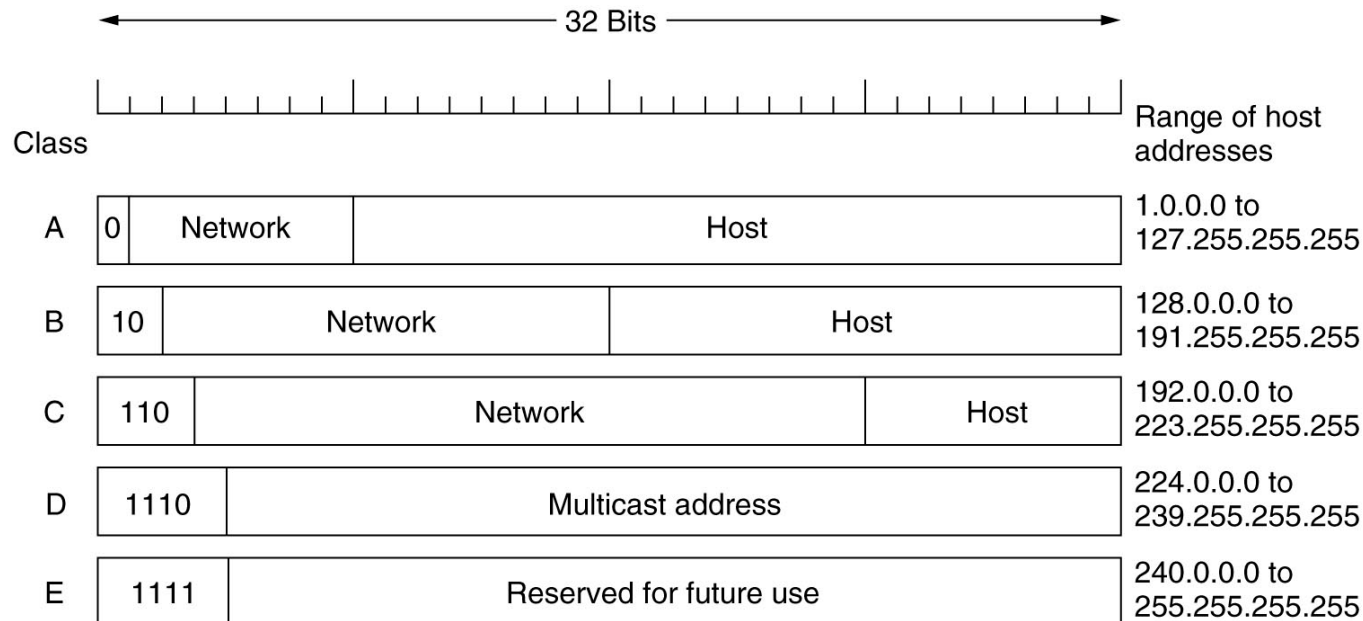 32 Bits
Class
Range of host
addresses
A
0
Network
Host
1.0.0.0 to
127.255.255.255
B
10
Network
Host
128.0.0.0 to
191.255.255.255
C
110
Network
Host
192.0.0.0 to
223.255.255.255
D
1110
Multicast address
224.0.0.0 to
239.255.255.255
E
1111
Reserved for future use
240.0.0.0 to
255.255.255.255